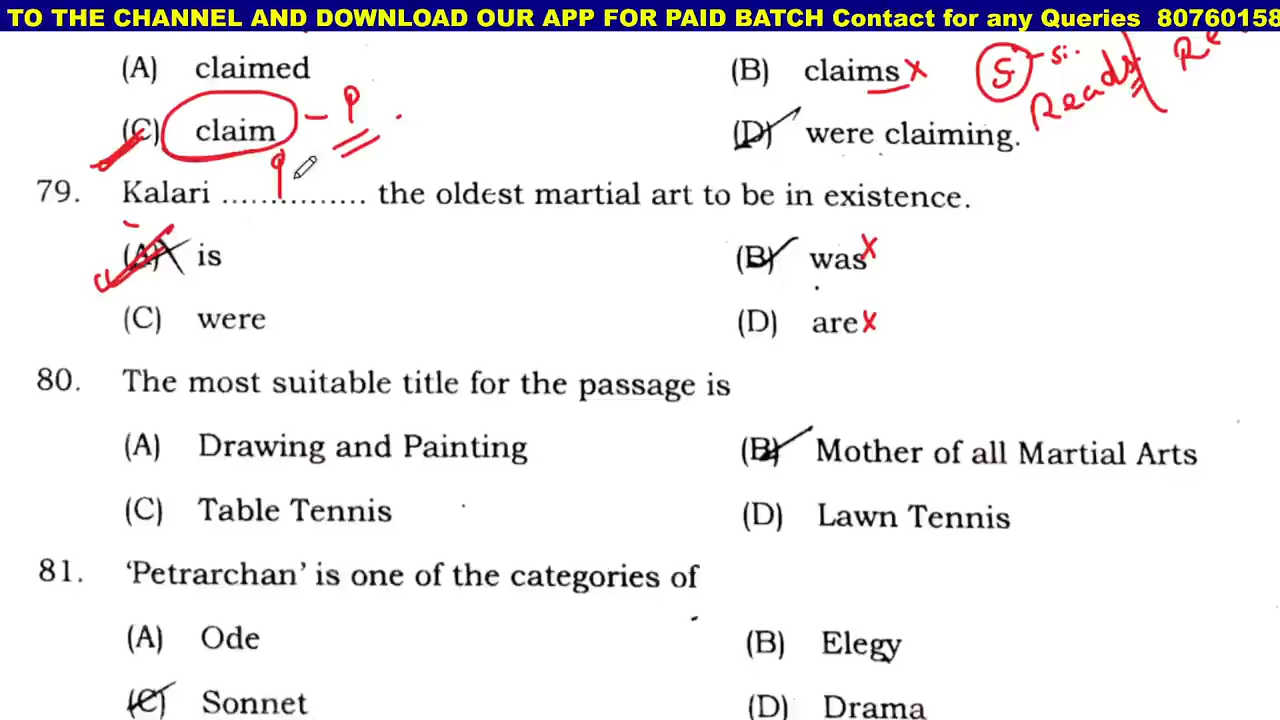 TO THE CHANNEL AND DOWNLOAD OUR APP FOR PAID BATCH Contact for any Queries 80760158
(A) claimed (B) claims x S - Si.
Reads
(C) claim - P (D) were claiming.
79. Kalari ............... the oldest martial art to be in existence.
(A) is (B) was x
(C) were (D) are x
80. The most suitable title for the passage is
(A) Drawing and Painting (B) Mother of all Martial Arts
(C) Table Tennis (D) Lawn Tennis
81. 'Petrarchan' is one of the categories of
(A) Ode (B) Elegy
(C) Sonnet (D) Drama